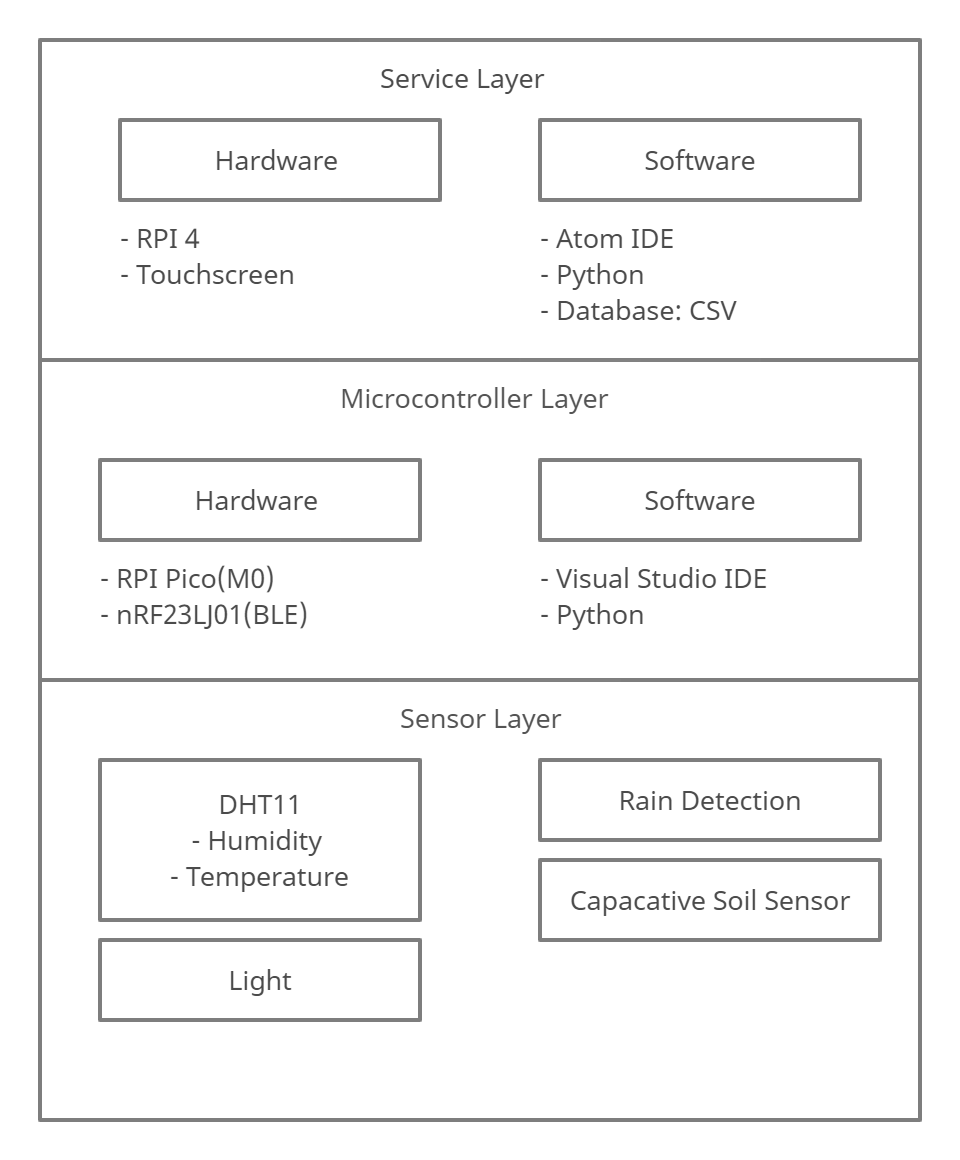 Service Layer
Hardware
- RPI 4
- Touchscreen
Software
- Atom IDE
- Python
- Database: CSV
Microcontroller Layer
Hardware
- RPI Pico(M0)
- nRF23LJ01(BLE)
Software
- Visual Studio IDE
- Python
Sensor Layer
DHT11
- Humidity
- Temperature
Light
Rain Detection
Capacative Soil Sensor